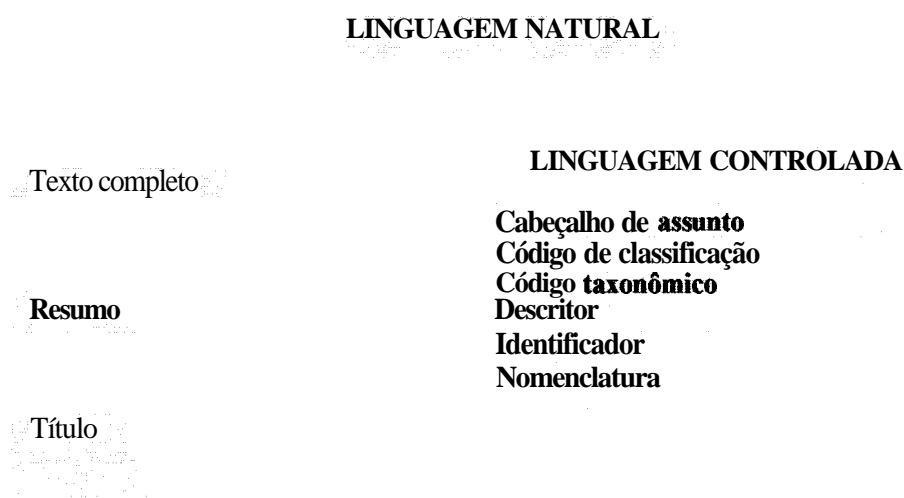 LINGUAGEM NATURAL
LINGUAGEM CONTROLADA
Texto completo
Cabeçalho de assunto
Código de classificação
Código taxonômico
Resumo
Descritor
Identificador
Nomenclatura
Título